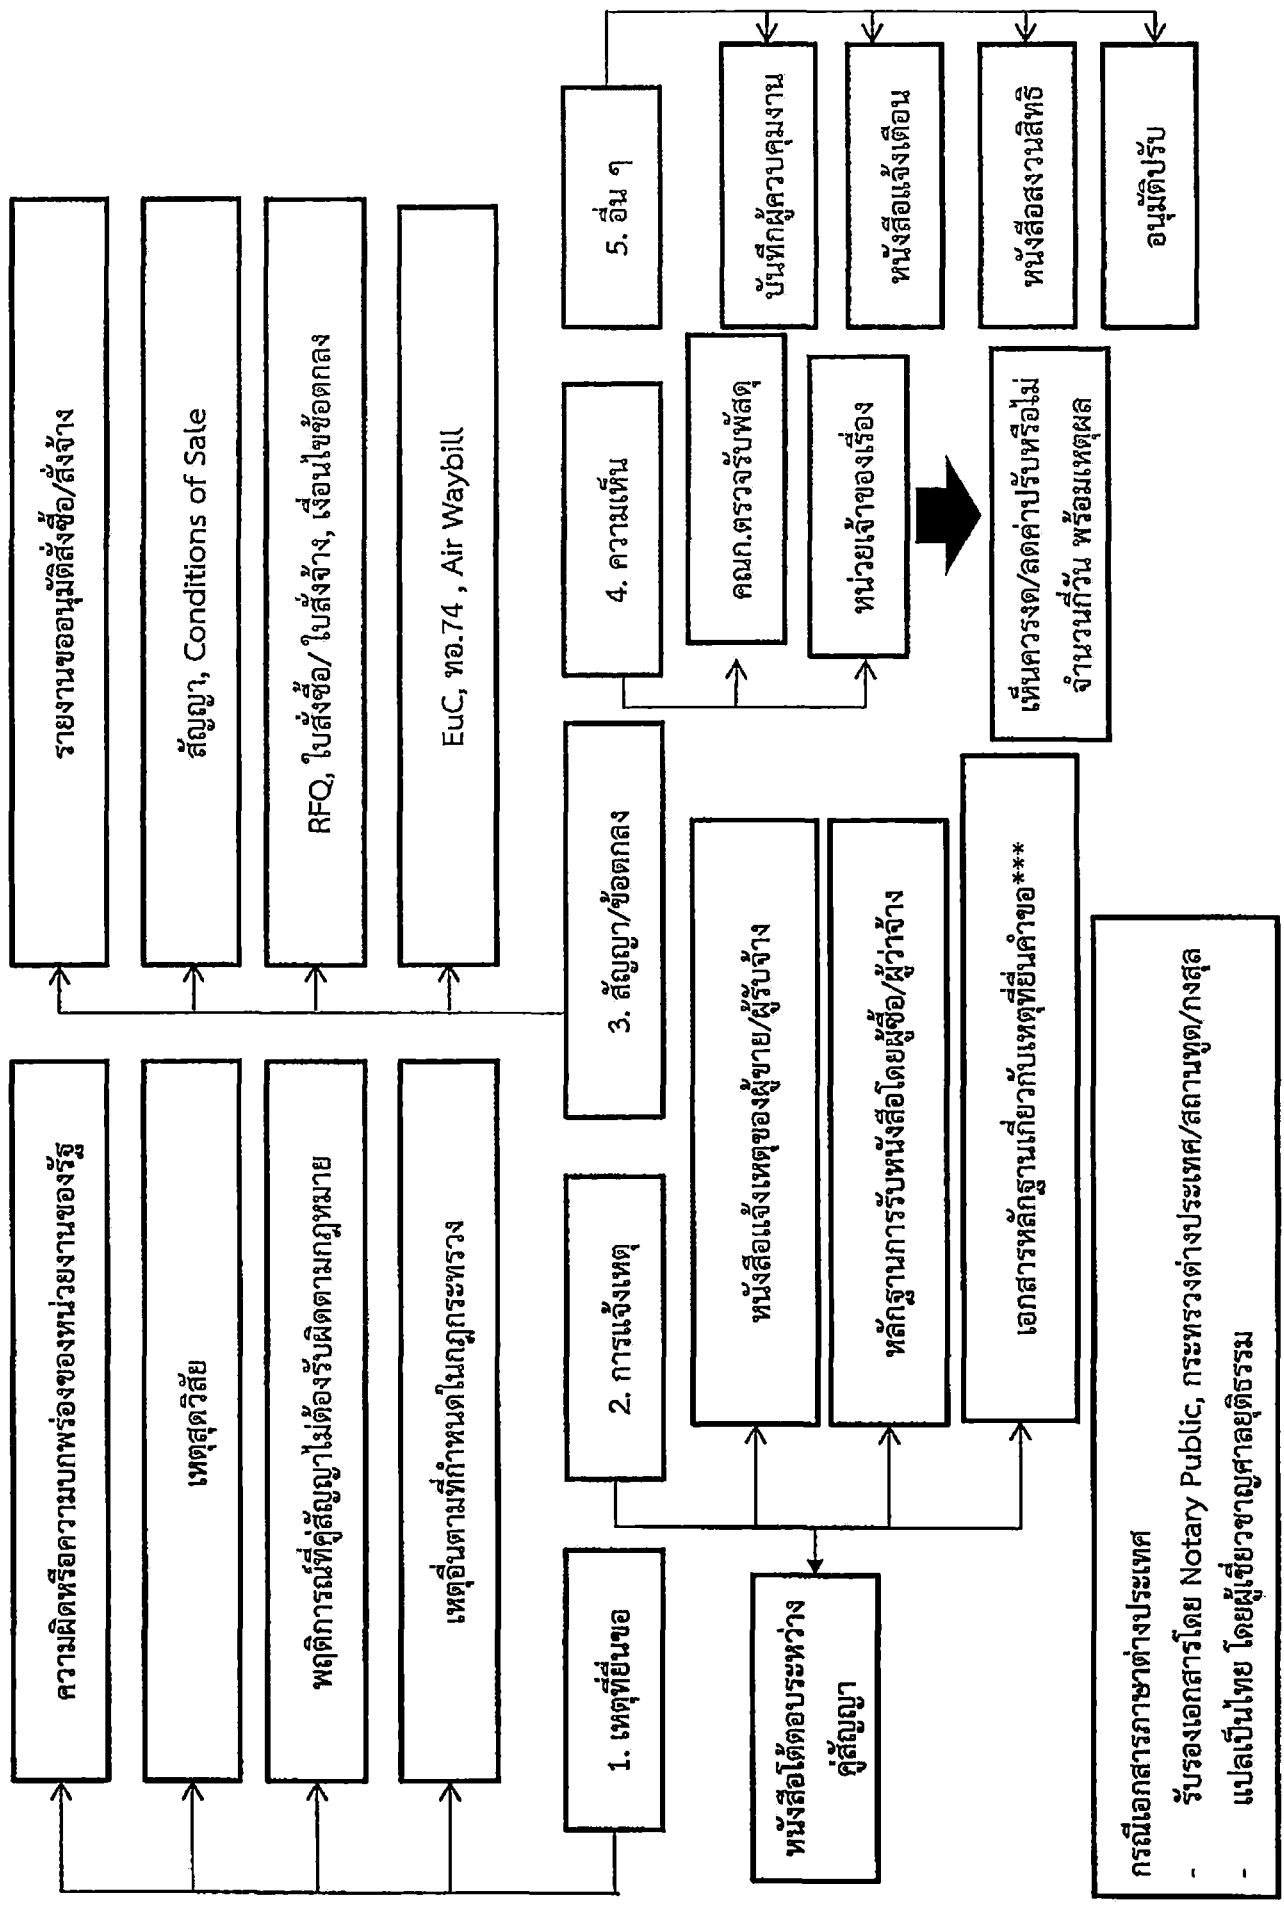 ความผิดหรือความบกพร่องของหน่วยงานของรัฐ
เหตุสุดวิสัย
พฤติการณ์ที่คู่สัญญาไม่ต้องรับผิดตามกฎหมาย
เหตุอื่นตามที่กำหนดในกฎกระทรวง
รายงานขออนุมัติสั่งซื้อ/สั่งจ้าง
สัญญา, Conditions of Sale
RFQ, ใบสั่งซื้อ/ ใบสั่งจ้าง, เงื่อนไขข้อตกลง
EuC, ทอ.74 , Air Waybill
1. เหตุที่ยื่นขอ
2. การแจ้งเหตุ
3. สัญญา/ข้อตกลง
4. ความเห็น
5. อื่น ๆ
หนังสือโต้ตอบระหว่าง
คู่สัญญา
หนังสือแจ้งเหตุของผู้ขาย/ผู้รับจ้าง
หลักฐานการรับหนังสือโดยผู้ซื้อ/ผู้ว่าจ้าง
เอกสารหลักฐานเกี่ยวกับเหตุที่ยื่นคำขอ***
คณก.ตรวจรับพัสดุ
หน่วยเจ้าของเรื่อง
เห็นควรงด/ลดค่าปรับหรือไม่
จำนวนกี่วัน พร้อมเหตุผล
บันทึกผู้ควบคุมงาน
หนังสือแจ้งเตือน
หนังสือสงวนสิทธิ
อนุมัติปรับ
กรณีเอกสารภาษาต่างประเทศ
- รับรองเอกสารโดย Notary Public, กระทรวงต่างประเทศ/สถานทูต/กงสุล
- แปลเป็นไทย โดยผู้เชี่ยวชาญศาลยุติธรรม